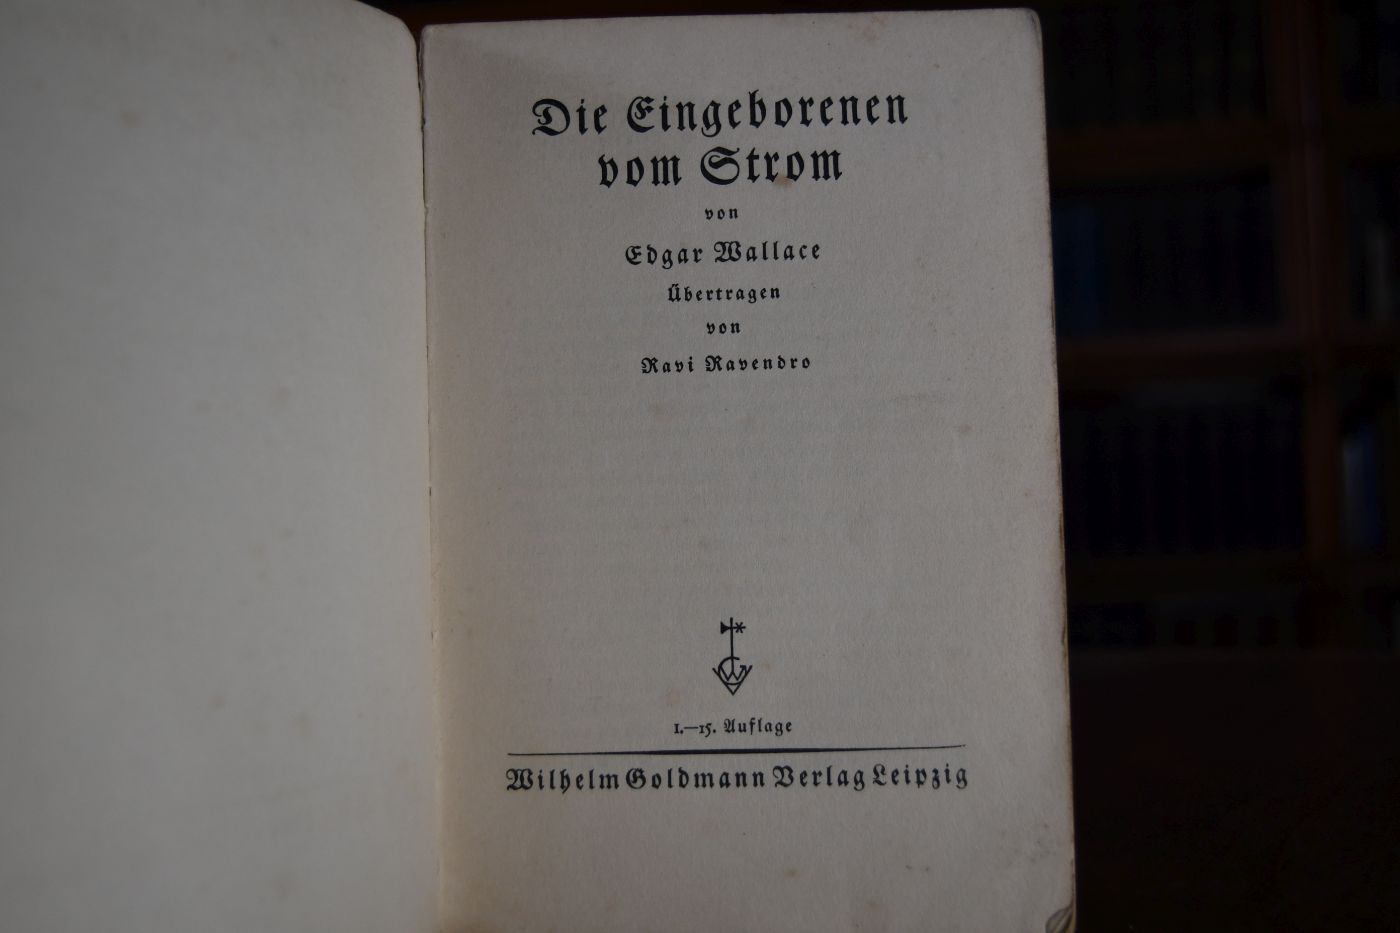 Die Eingeborenen
vom Strom
von
Edgar Wallace
Übertragen
von
Ravi Ravendro
1.—15. Auflage
Wilhelm Goldmann Verlag Leipzig